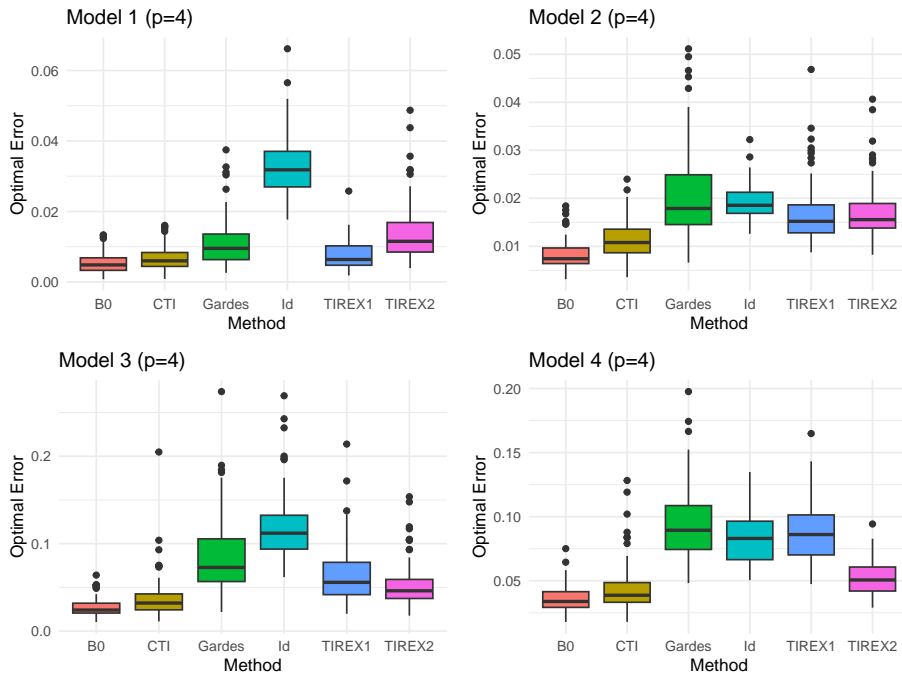 Model 1 (p=4)
Optimal Error
0.06
0.04
0.02
0.00
B0 CTI Gardes Id TIREX1 TIREX2
Method
Model 2 (p=4)
Optimal Error
0.05
0.04
0.03
0.02
0.01
B0 CTI Gardes Id TIREX1 TIREX2
Method
Model 3 (p=4)
Optimal Error
0.2
0.1
0.0
B0 CTI Gardes Id TIREX1 TIREX2
Method
Model 4 (p=4)
Optimal Error
0.20
0.15
0.10
0.05
B0 CTI Gardes Id TIREX1 TIREX2
Method